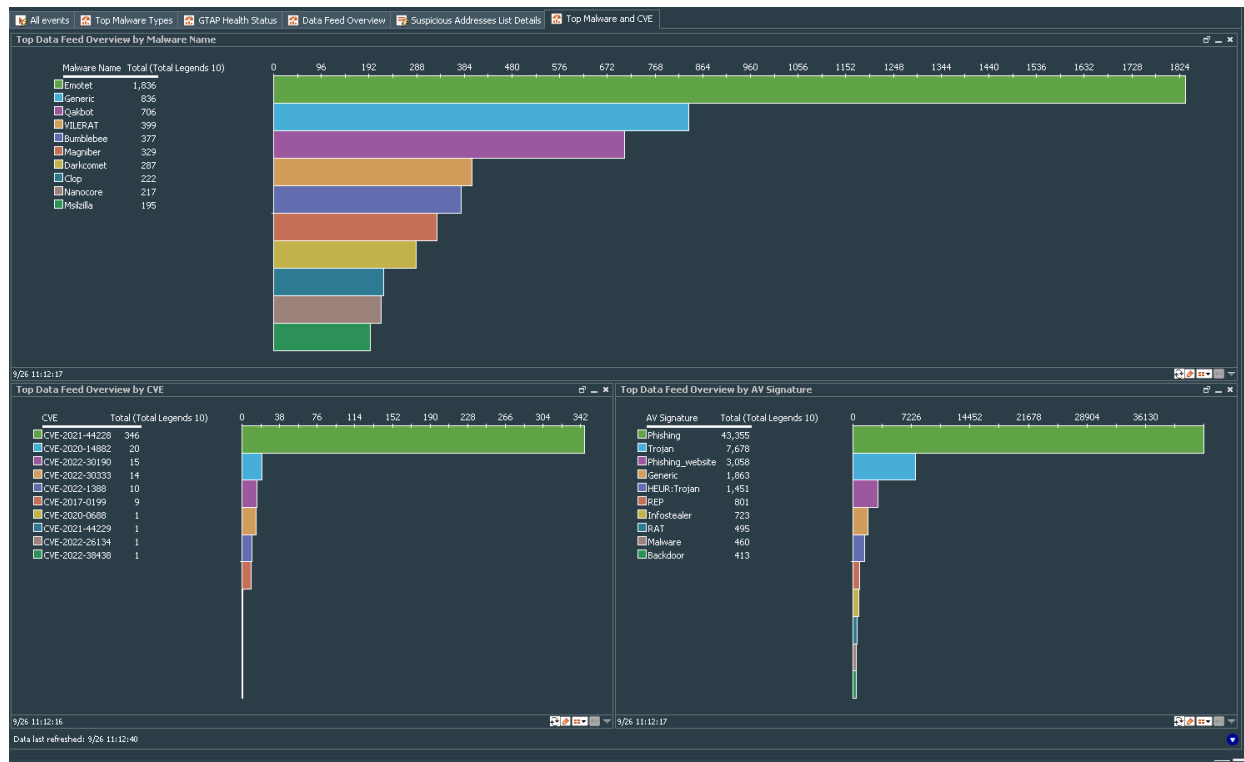 All events Top Malware Types GTAP Health Status Data Feed Overview Suspicious Addresses List Details Top Malware and CVE
Top Data Feed Overview by Malware Name
Malware Name Total (Total Legends 10)
0 96 192 288 384 480 576 672 768 864 960 1056 1152 1248 1344 1440 1536 1632 1728 1824
Emotet 1,836
Generic 836
Qakbot 706
VILERAT 399
Bumblebee 377
Magniber 329
Darkcomet 287
Clop 222
Nanocore 217
Msilzilla 195
9/26 11:12:17
Top Data Feed Overview by CVE
CVE Total (Total Legends 10)
0 38 76 114 152 190 228 266 304 342
CVE-2021-44228 346
CVE-2020-14882 20
CVE-2022-30190 15
CVE-2022-30333 14
CVE-2022-1388 10
CVE-2017-0199 9
CVE-2020-0688 1
CVE-2021-44229 1
CVE-2022-26134 1
CVE-2022-38438 1
9/26 11:12:16
Top Data Feed Overview by AV Signature
AV Signature Total (Total Legends 10)
0 7226 14452 21678 28904 36130
Phishing 43,355
Trojan 7,678
Phishing_website 3,058
Generic 1,863
HEUR:Trojan 1,451
REP 801
Infostealer 723
RAT 495
Malware 460
Backdoor 413
9/26 11:12:17
Data last refreshed: 9/26 11:12:40